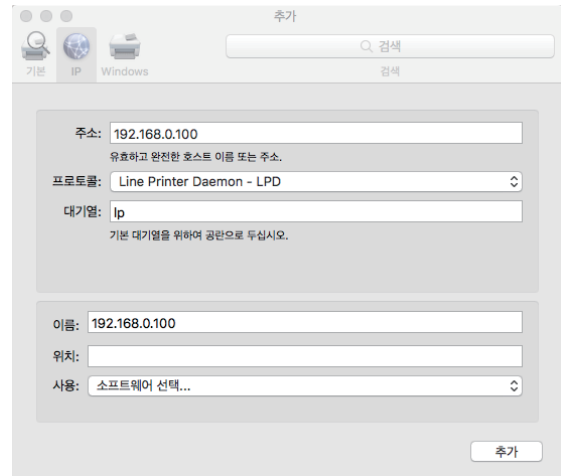 추가
검색
기본 IP Windows 검색
주소: 192.168.0.100
유효하고 완전한 호스트 이름 또는 주소.
프로토콜: Line Printer Daemon - LPD
대기열: lp
기본 대기열을 위하여 공란으로 두십시오.
이름: 192.168.0.100
위치:
사용: 소프트웨어 선택...
추가